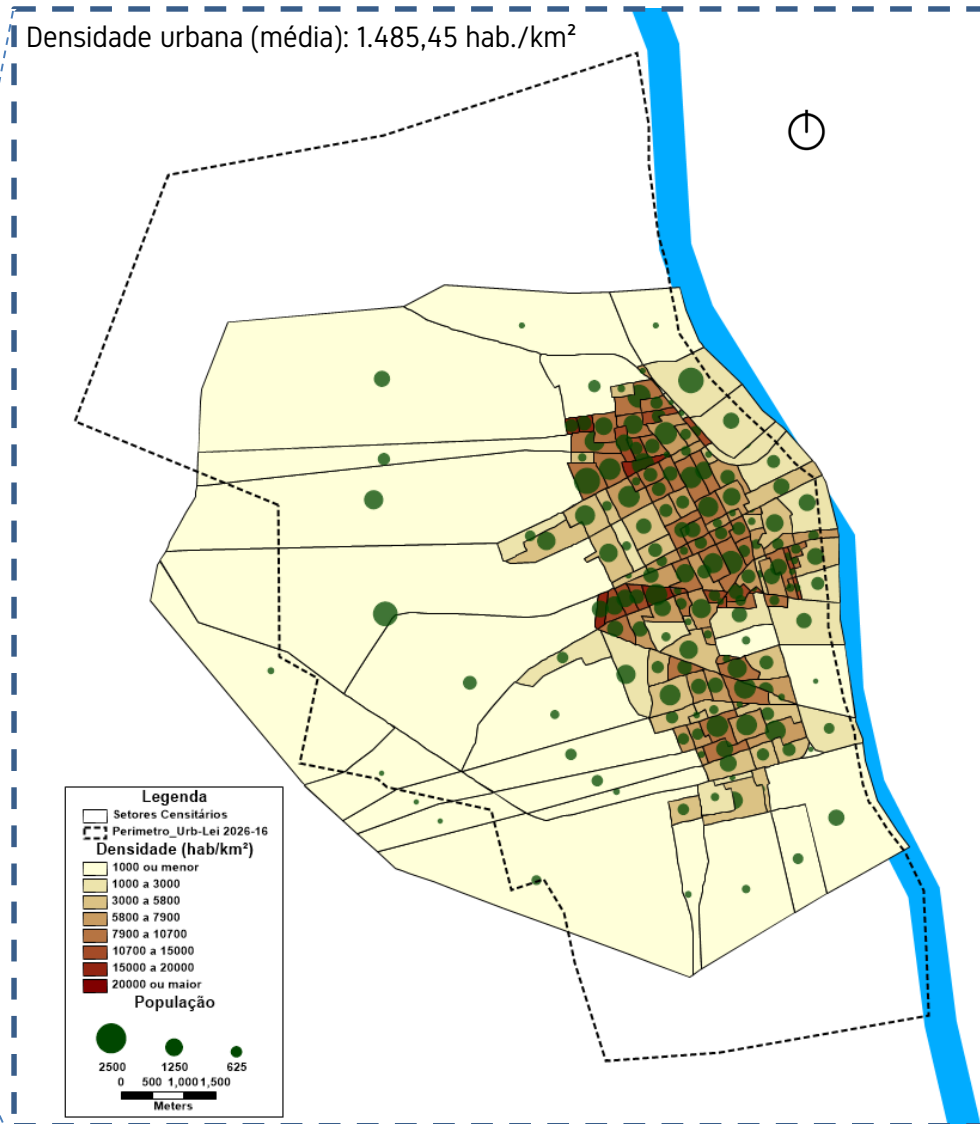 Densidade urbana (média): 1.485,45 hab./km²
Legenda
Setores Censitários
Perimetro_Urb-Lei 2026-16
Densidade (hab/km²)
1000 ou menor
1000 a 3000
3000 a 5800
5800 a 7900
7900 a 10700
10700 a 15000
15000 a 20000
20000 ou maior
População
2500 1250 625
0 500 1,000 1,500
Meters